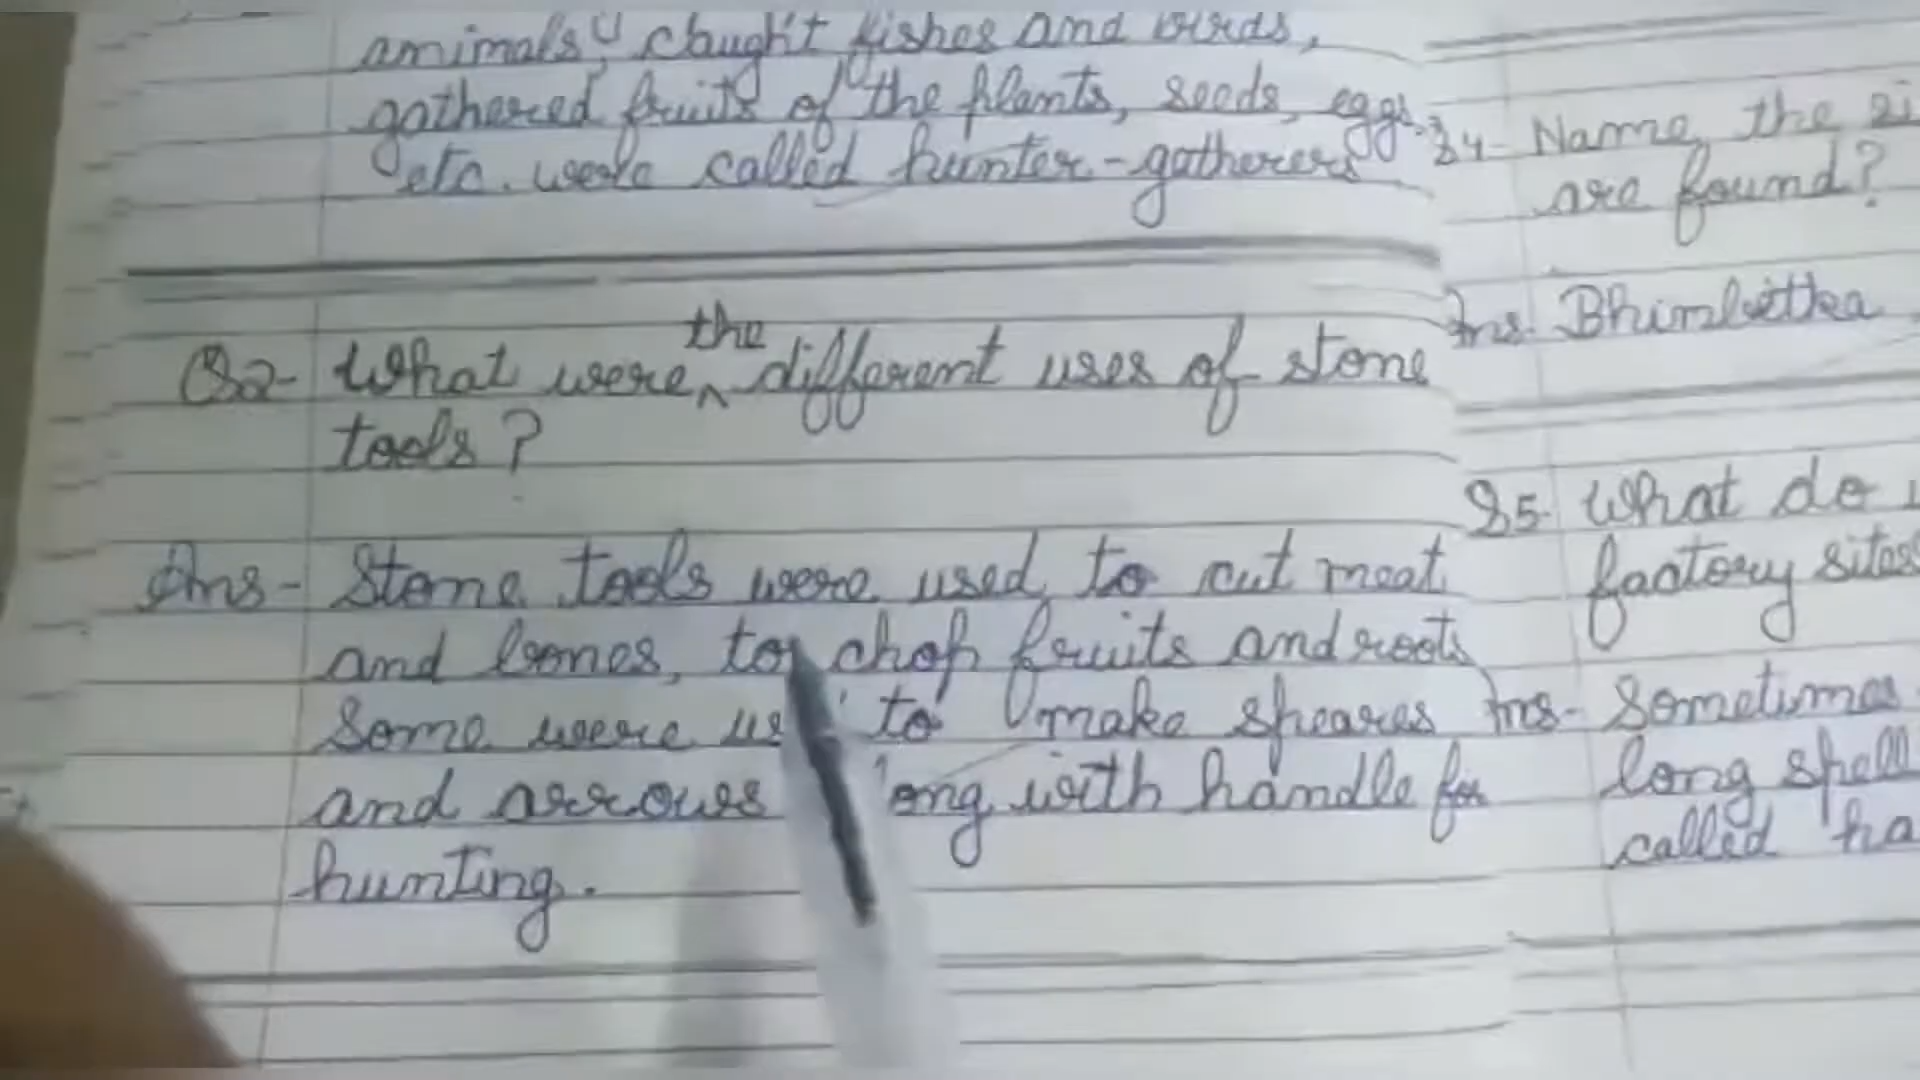 animals, caught fishes and birds,
gathered fruits of the plants, seeds, eggs
etc. were called hunter-gatherers
Q2- What were the different uses of stone
tools?
Ans- Stone tools were used to cut meat
and bones, to chop fruits and roots
Some were to make speares
and arrows with handle for
hunting.
Q4- Name the
are found?
Ans- Bhimbettka
Q5- What do
factory sites
Ans- Sometimes
long spell
called